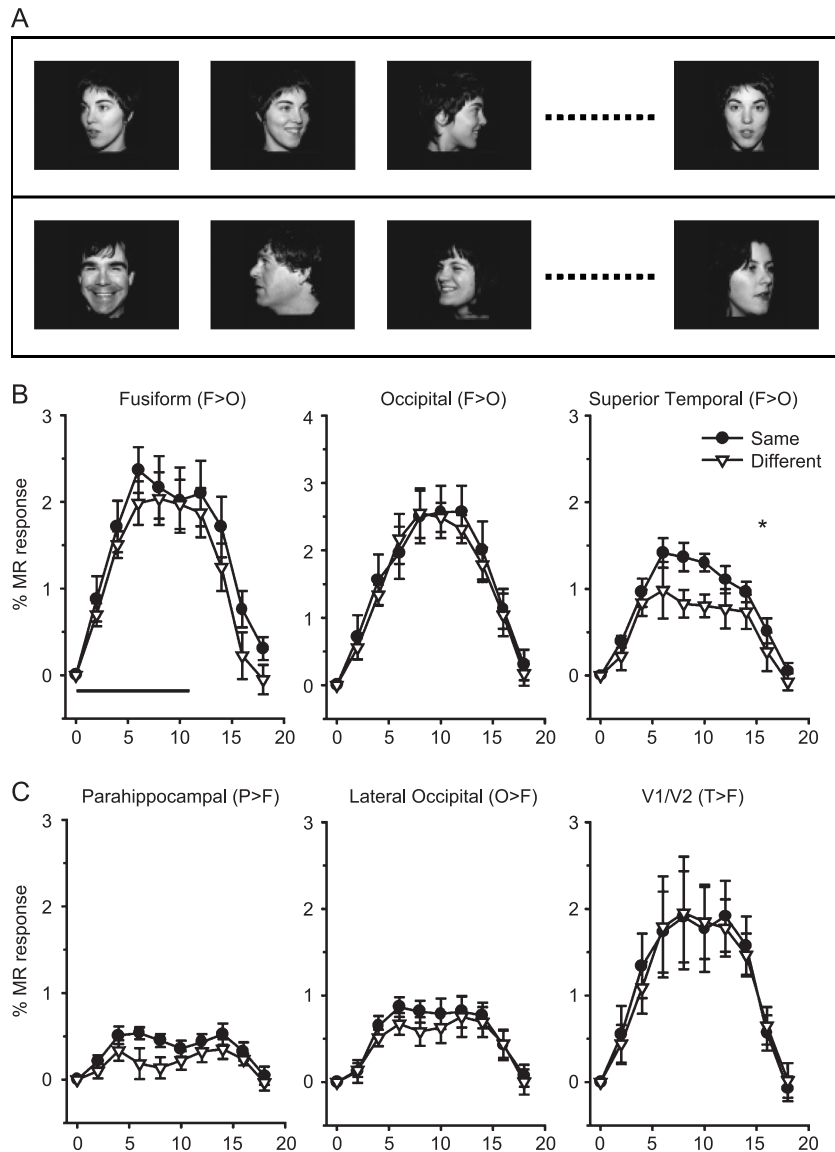 A
B
Fusiform (F>O)
Occipital (F>O)
Superior Temporal (F>O)
3
2
1
0
% MR response
0 5 10 15 20
4
3
2
1
0
0 5 10 15 20
3
2
1
0
Same
Different
*
0 5 10 15 20
C
Parahippocampal (P>F)
Lateral Occipital (O>F)
V1/V2 (T>F)
3
2
1
0
% MR response
0 5 10 15 20
3
2
1
0
0 5 10 15 20
3
2
1
0
0 5 10 15 20